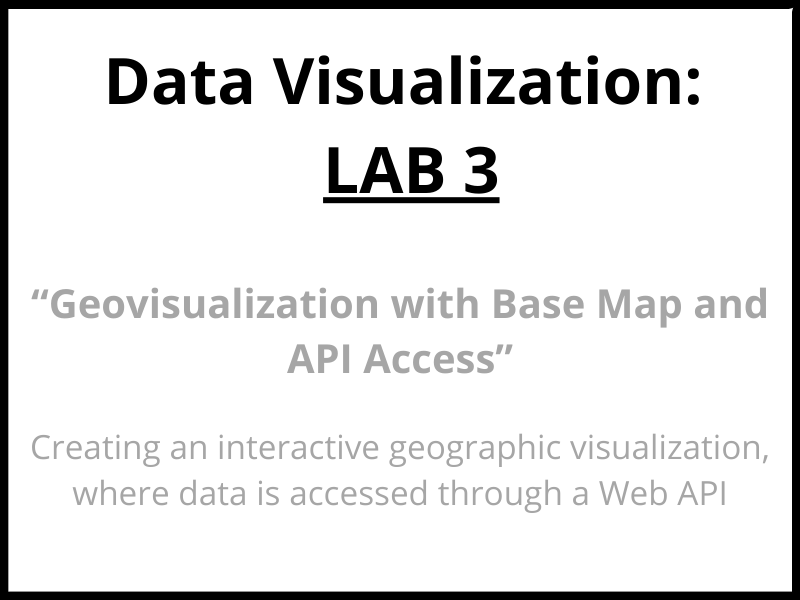 Data Visualization:
LAB 3
“Geovisualization with Base Map and
API Access”
Creating an interactive geographic visualization,
where data is accessed through a Web API